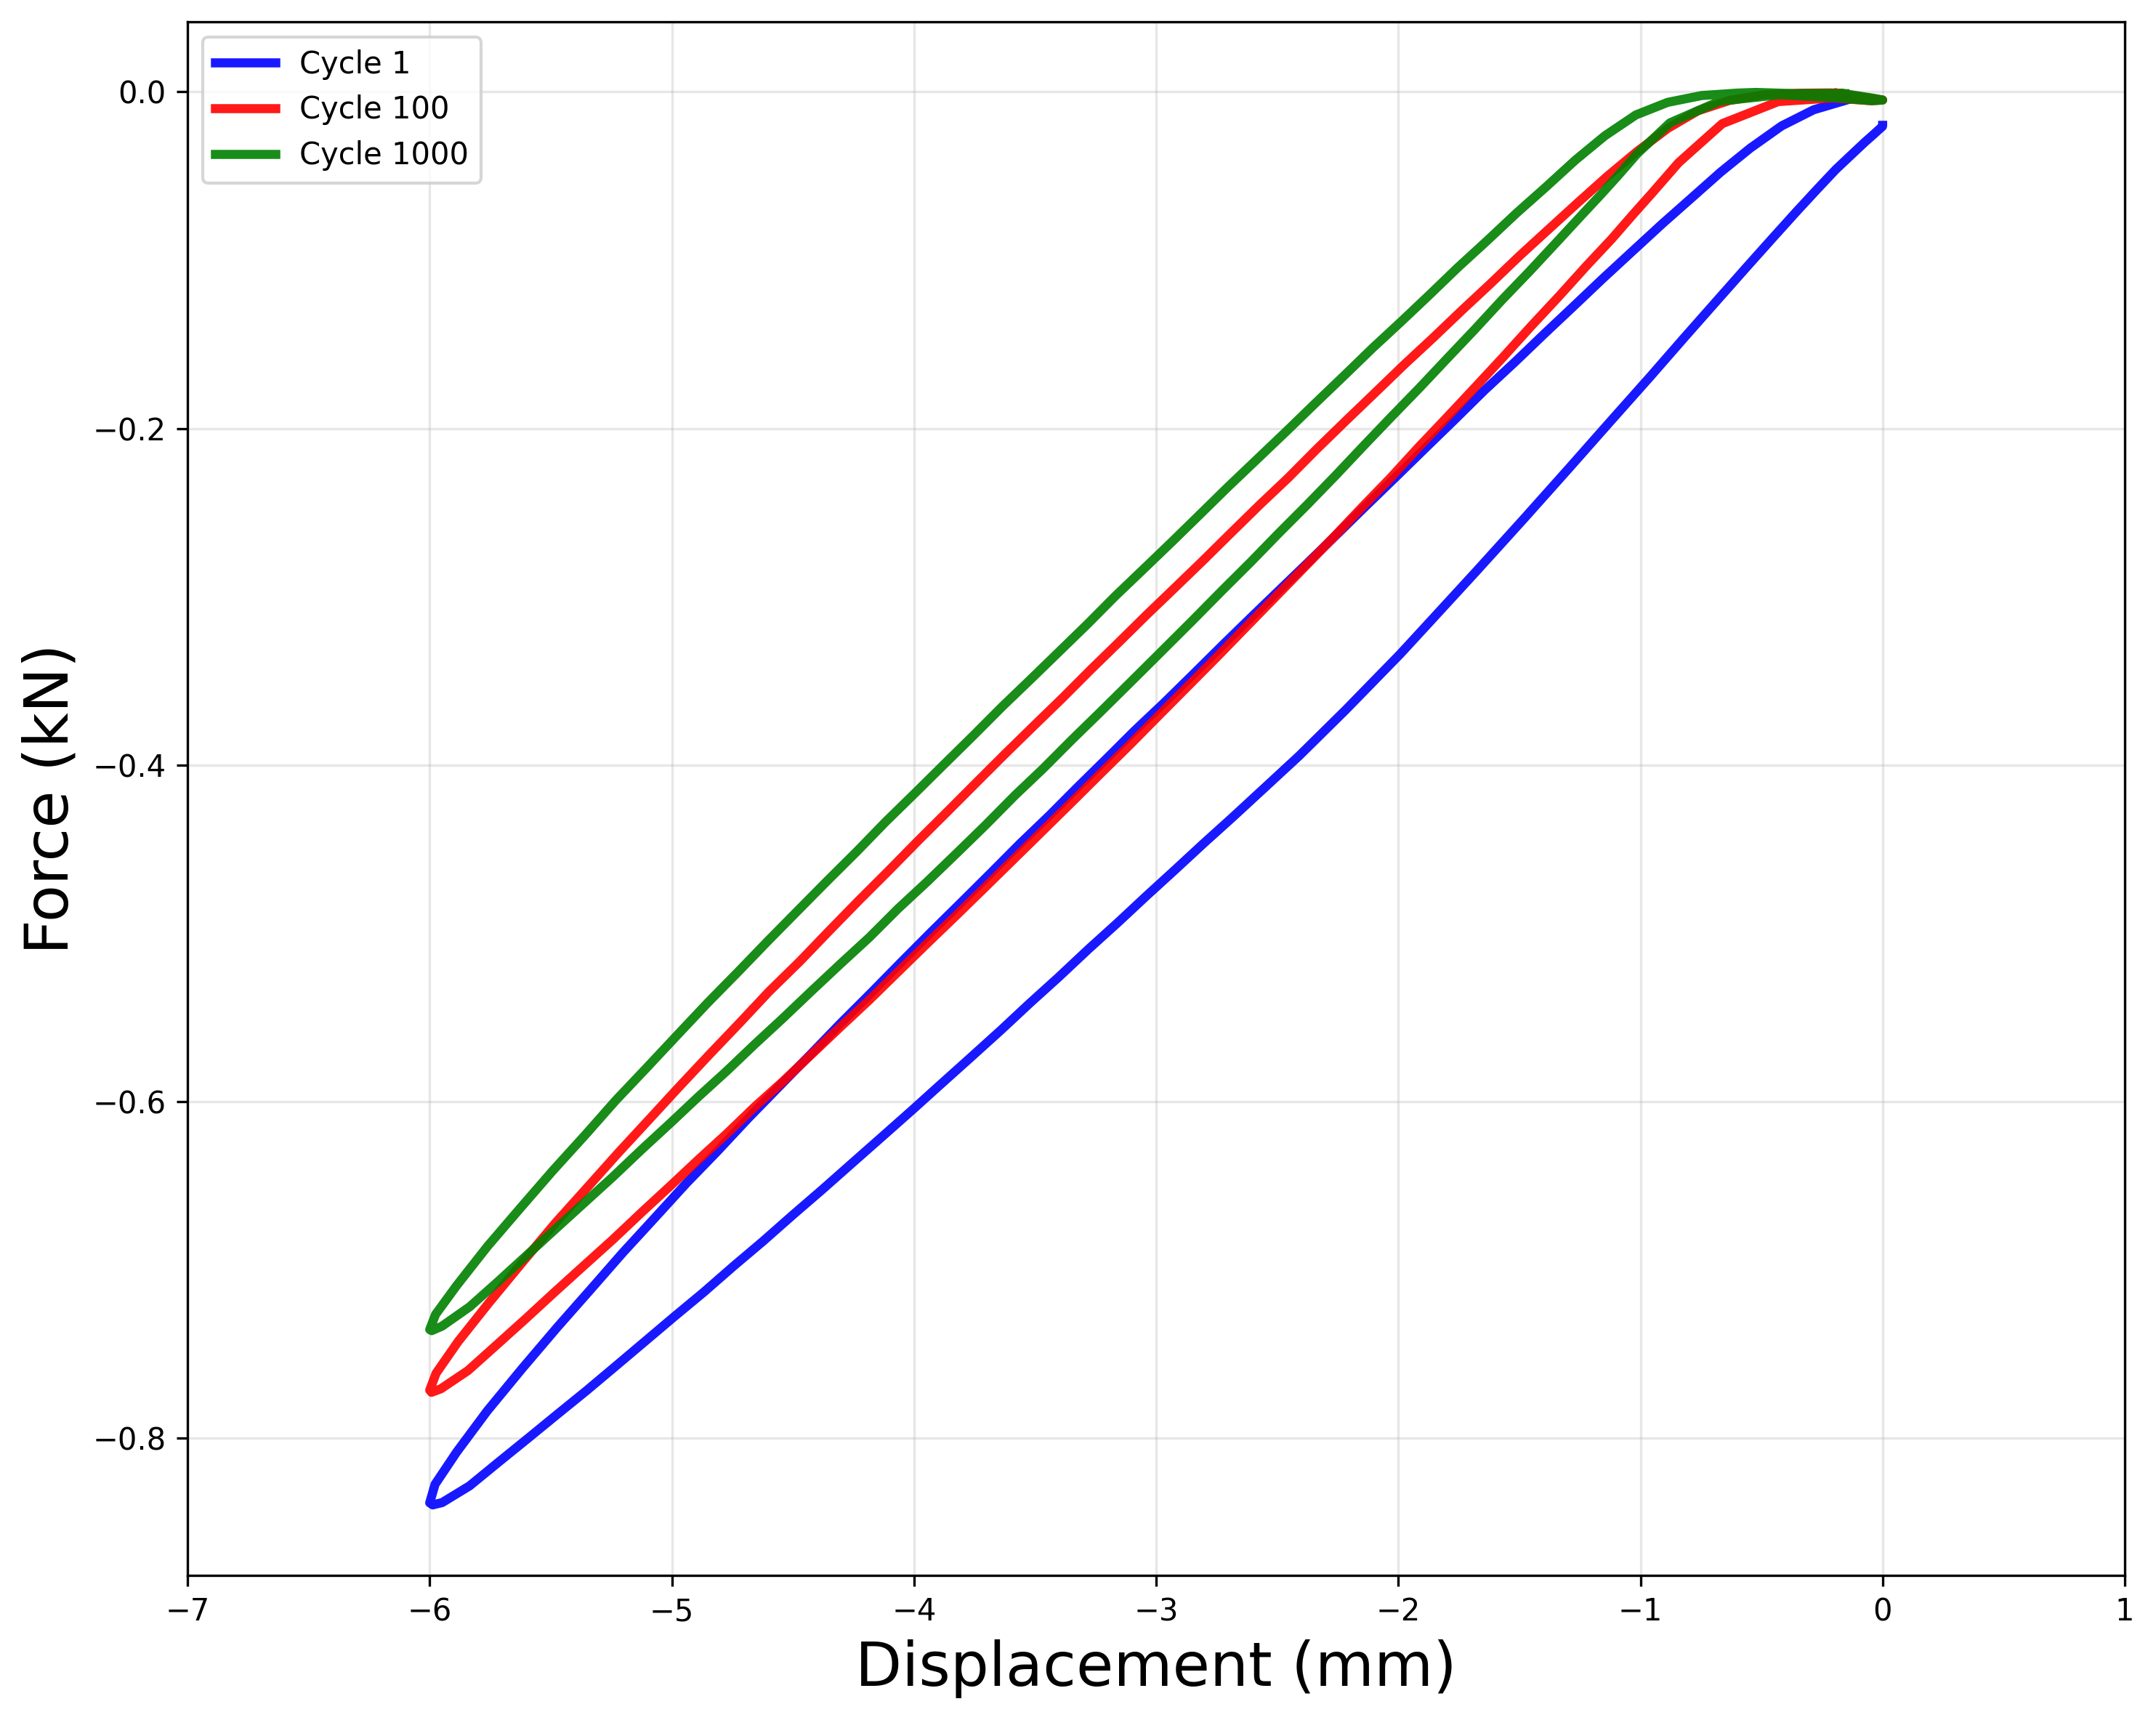 Cycle 1
Cycle 100
Cycle 1000
0.0
−0.2
−0.4
−0.6
−0.8
Force (kN)
−7 −6 −5 −4 −3 −2 −1 0 1
Displacement (mm)